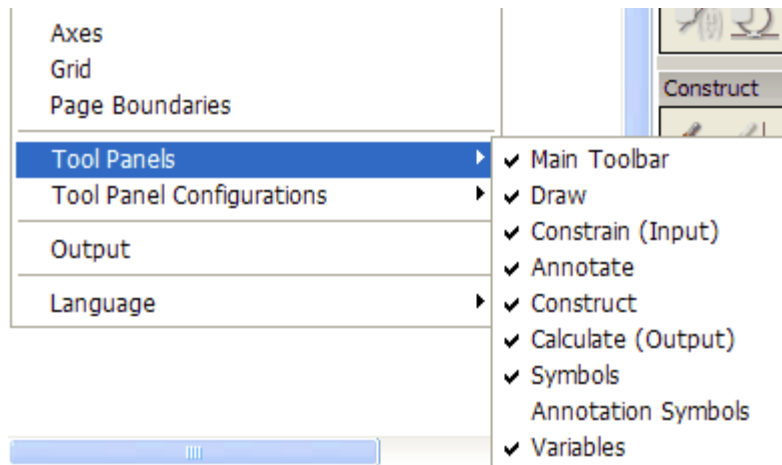 Axes
Grid
Page Boundaries
Tool Panels
Tool Panel Configurations
Output
Language
Construct
Main Toolbar
Draw
Constrain (Input)
Annotate
Construct
Calculate (Output)
Symbols
Annotation Symbols
Variables